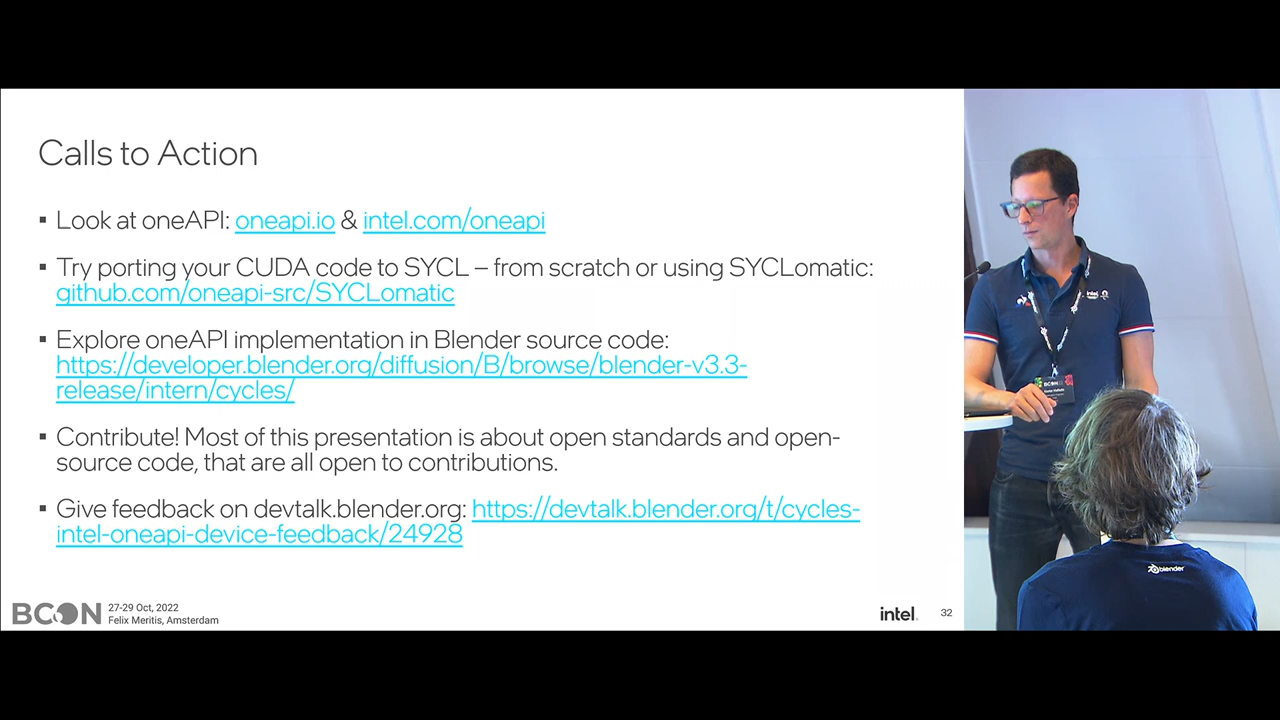 Calls to Action
▪ Look at oneAPI: oneapi.io & intel.com/oneapi
▪ Try porting your CUDA code to SYCL – from scratch or using SYCLomatic:
github.com/oneapi-src/SYCLomatic
▪ Explore oneAPI implementation in Blender source code:
https://developer.blender.org/diffusion/B/browse/blender-v3.3-
release/intern/cycles/
▪ Contribute! Most of this presentation is about open standards and open-
source code, that are all open to contributions.
▪ Give feedback on devtalk.blender.org: https://devtalk.blender.org/t/cycles-
intel-oneapi-device-feedback/24928
BCON
27-29 Oct, 2022
Felix Meritis, Amsterdam
intel.
32
intel
BCON
blender